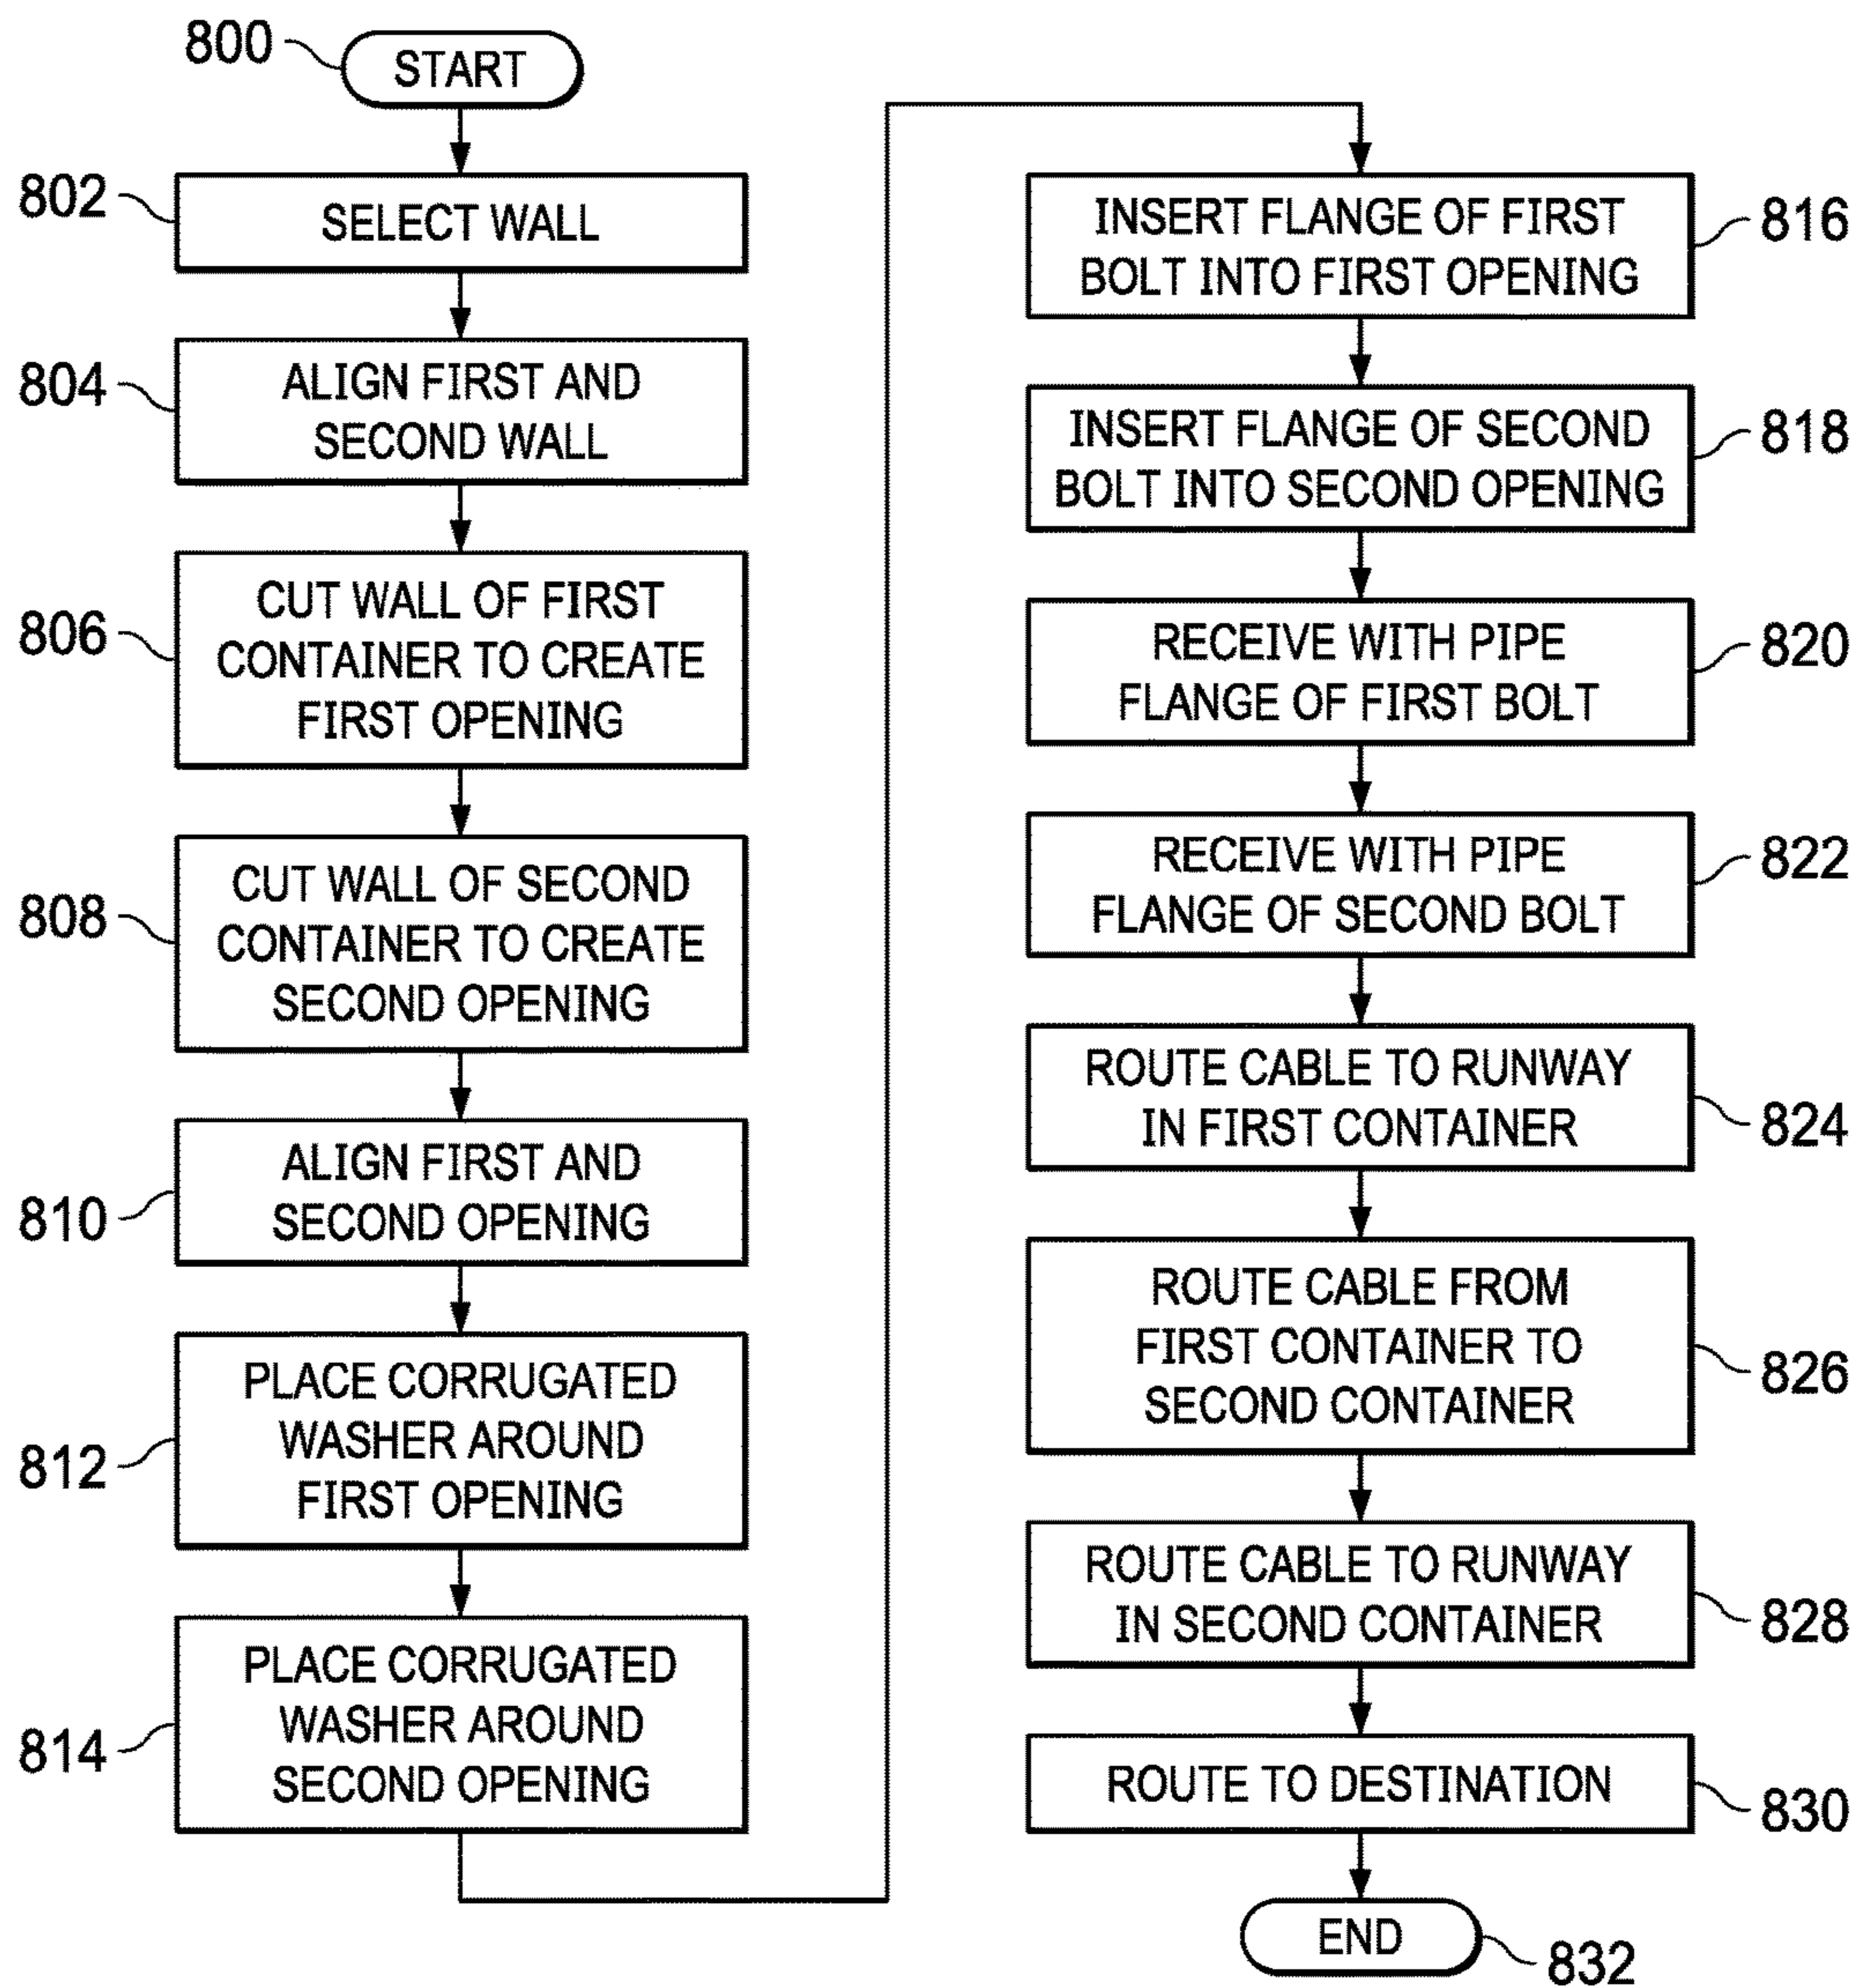 800
START
802
SELECT WALL
804
ALIGN FIRST AND
SECOND WALL
806
CUT WALL OF FIRST
CONTAINER TO CREATE
FIRST OPENING
808
CUT WALL OF SECOND
CONTAINER TO CREATE
SECOND OPENING
810
ALIGN FIRST AND
SECOND OPENING
812
PLACE CORRUGATED
WASHER AROUND
FIRST OPENING
814
PLACE CORRUGATED
WASHER AROUND
SECOND OPENING
INSERT FLANGE OF FIRST
BOLT INTO FIRST OPENING
816
INSERT FLANGE OF SECOND
BOLT INTO SECOND OPENING
818
RECEIVE WITH PIPE
FLANGE OF FIRST BOLT
820
RECEIVE WITH PIPE
FLANGE OF SECOND BOLT
822
ROUTE CABLE TO RUNWAY
IN FIRST CONTAINER
824
ROUTE CABLE FROM
FIRST CONTAINER TO
SECOND CONTAINER
826
ROUTE CABLE TO RUNWAY
IN SECOND CONTAINER
828
ROUTE TO DESTINATION
830
END
832